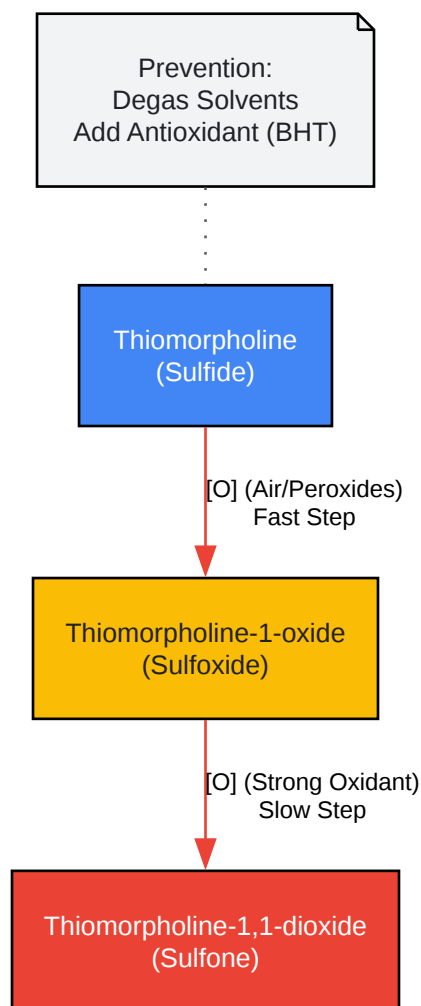 Prevention:
Degas Solvents
Add Antioxidant (BHT)
Thiomorpholine
(Sulfide)
[O] (Air/Peroxides)
Fast Step
Thiomorpholine-1-oxide
(Sulfoxide)
[O] (Strong Oxidant)
Slow Step
Thiomorpholine-1,1-dioxide
(Sulfone)